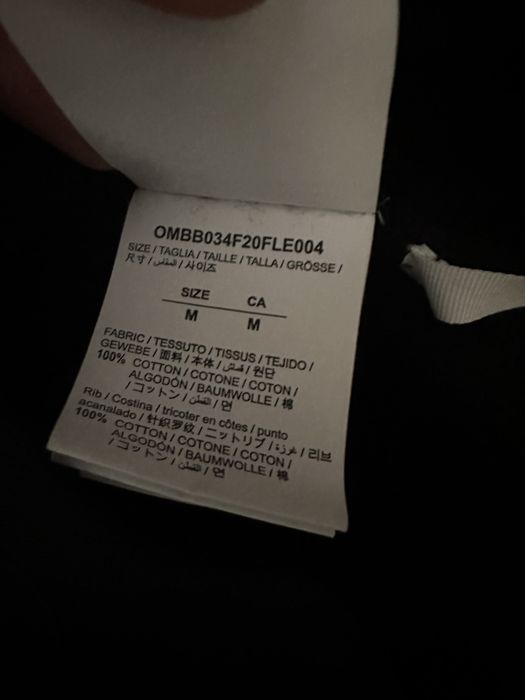 OMBB034F20FLE004
SIZE / TAGLIA / TAILLE / TALLA / GRÖSSE /
尺寸 / المقاس / 사이즈
SIZE CA
M M
FABRIC / TESSUTO / TISSUS / TEJIDO /
GEWEBE / 面料 / 本体 / قماش / 원단
100% COTTON / COTONE / COTON /
ALGODÓN / BAUMWOLLE / 棉
/ コットン / القطن / 면
Rib / Costina / tricoter en côtes / punto
acanalado / 针织罗纹 / ニットリブ / غرزة / 리브
100% COTTON / COTONE / COTON /
ALGODÓN / BAUMWOLLE / 棉
/ コットン / القطن / 면